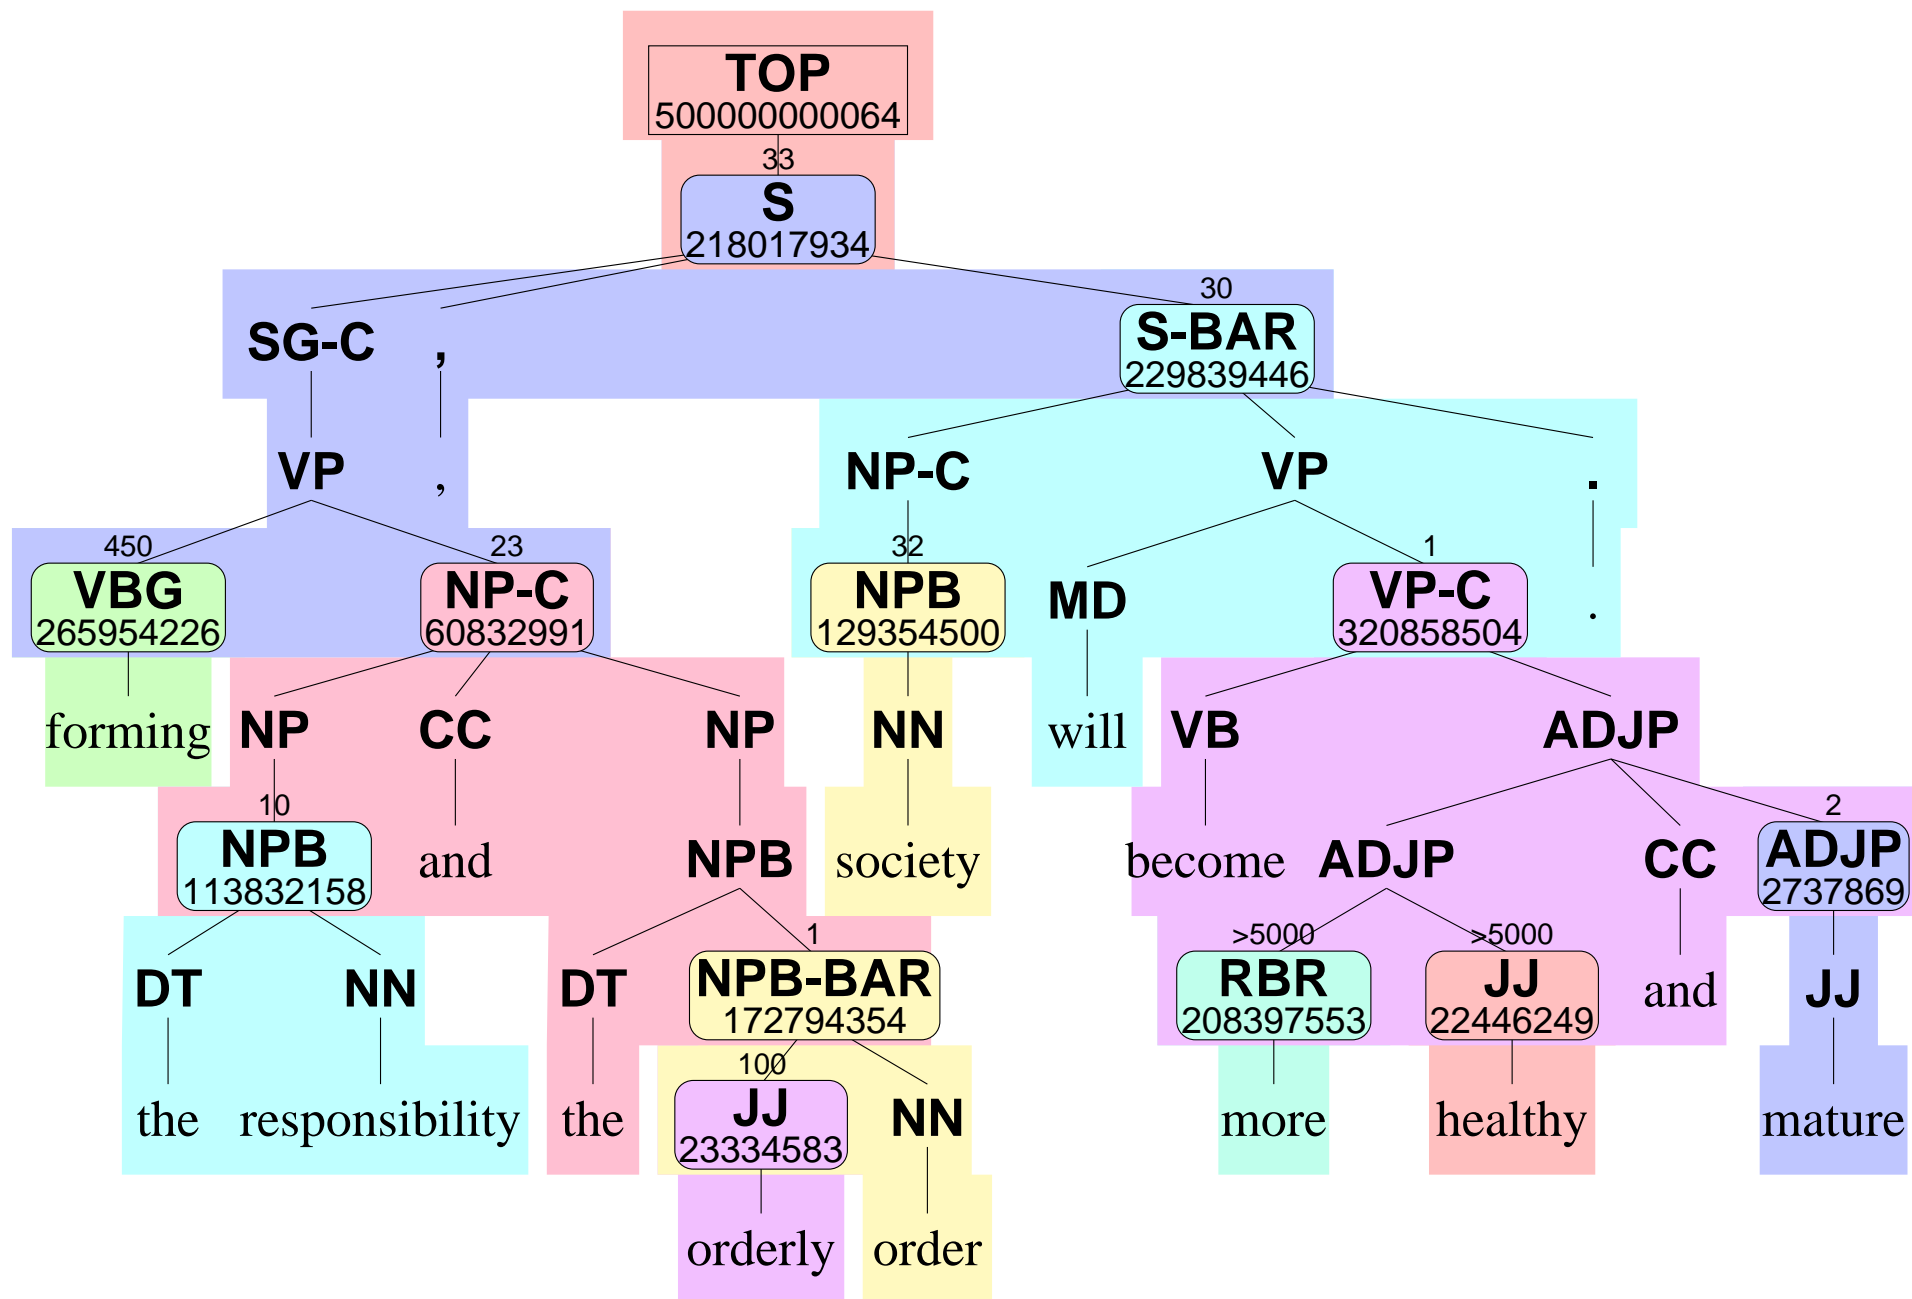 TOP
500000000064
33
S
218017934
30
SG-C , S-BAR
229839446
VP , NP-C VP .
450 23 32 1
VBG NP-C NPB MD VP-C .
265954226 60832991 129354500 320858504
forming NP CC NP NN will VB ADJP
10 2
NPB and NPB society become ADJP CC ADJP
113832158 2737869
1 >5000 >5000
DT NN DT NPB-BAR RBR JJ and JJ
172794354 208397553 22446249
100
the responsibility the JJ NN more healthy mature
23334583
orderly order